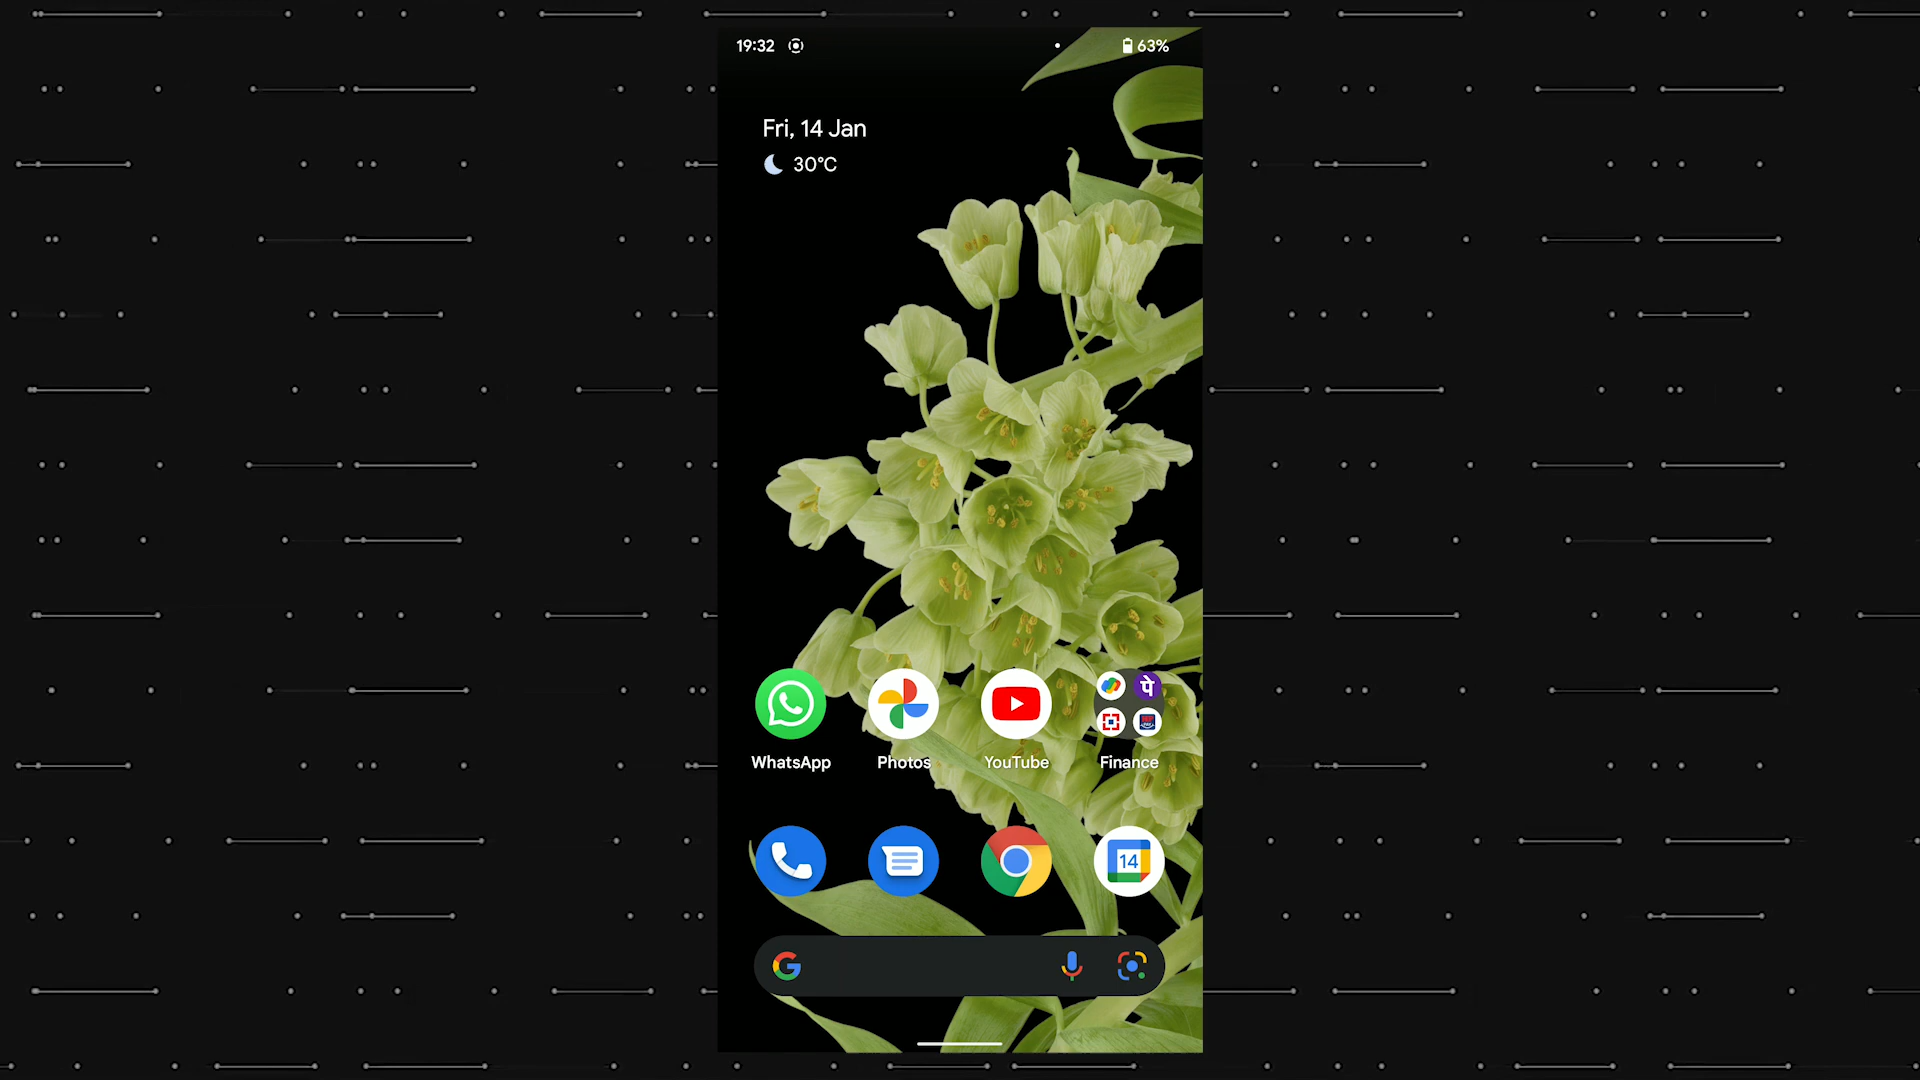 19:32
63%
Fri, 14 Jan
30°C
पे
WhatsApp
Photos
YouTube
Finance
14
G